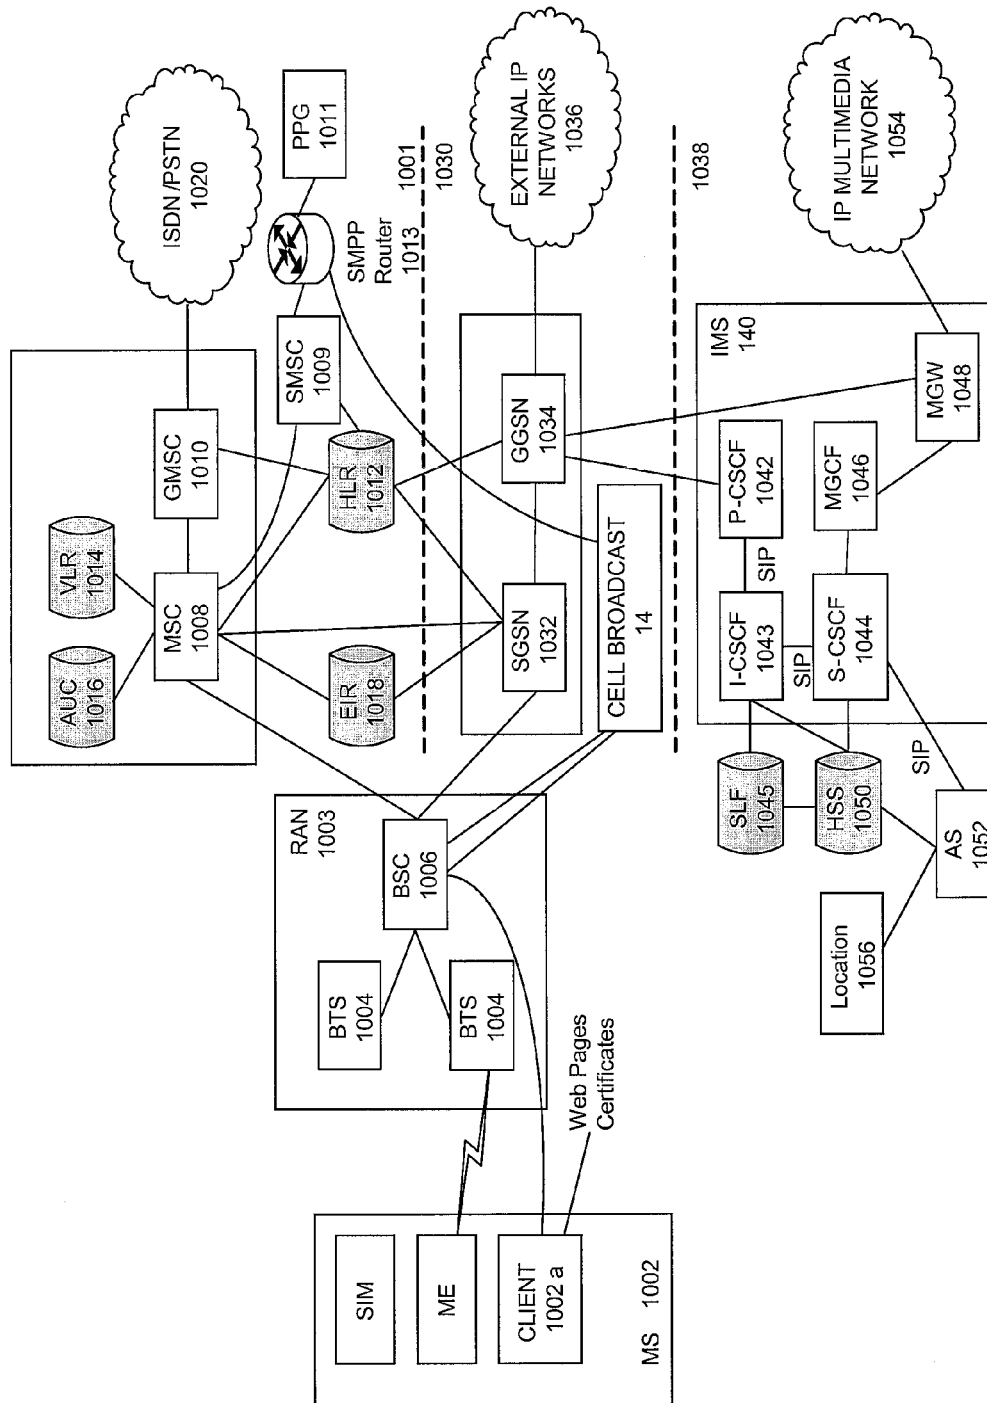 SIM
ME
CLIENT
1002 a
MS 1002
Web Pages
Certificates
RAN
1003
BTS
1004
BTS
1004
BSC
1006
AUC
1016
VLR
1014
MSC
1008
GMSC
1010
ISDN/PSTN
1020
EIR
1018
HLR
1012
SMSC
1009
SMPP
Router
1013
PPG
1011
1001
1030
SGSN
1032
GGSN
1034
EXTERNAL IP
NETWORKS
1036
CELL BROADCAST
14
1038
IMS
140
SLF
1045
I-CSCF
1043
SIP
P-CSCF
1042
SIP
HSS
1050
S-CSCF
1044
MGCF
1046
MGW
1048
IP MULTIMEDIA
NETWORK
1054
SIP
Location
1056
AS
1052